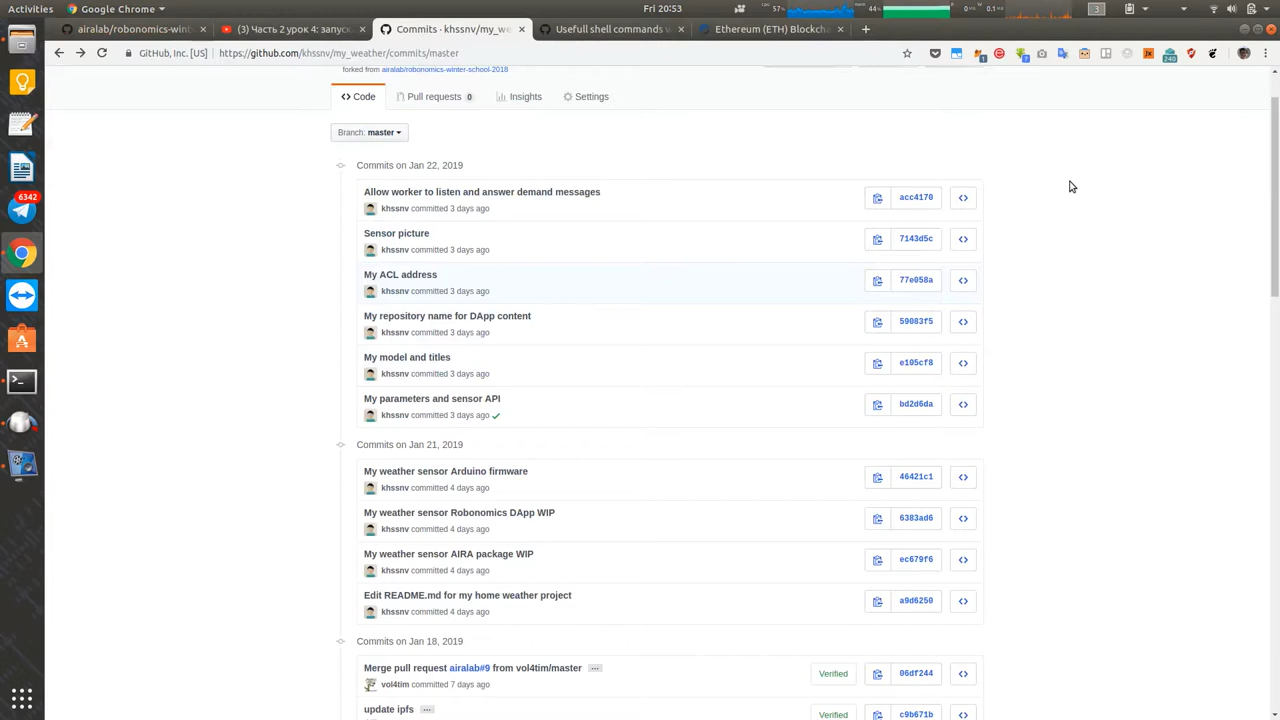 Activities
Google Chrome
Fri 20:53
57
44
3
airalab/robonomics-wint
(3) Часть 2 урок 4: запуск
Commits · khssnv/my_we
Usefull shell commands
Ethereum (ETH) Blockcha
GitHub, Inc. [US]
https://github.com/khssnv/my_weather/commits/master
1
7
240
forked from airalab/robonomics-winter-school-2018
Code
Pull requests 0
Insights
Settings
Branch: master
Commits on Jan 22, 2019
Allow worker to listen and answer demand messages
khssnv committed 3 days ago
acc4170
Sensor picture
khssnv committed 3 days ago
7143d5c
My ACL address
khssnv committed 3 days ago
77e058a
My repository name for DApp content
khssnv committed 3 days ago
59083f5
My model and titles
khssnv committed 3 days ago
e105cf8
My parameters and sensor API
khssnv committed 3 days ago
bd2d6da
Commits on Jan 21, 2019
My weather sensor Arduino firmware
khssnv committed 4 days ago
46421c1
My weather sensor Robonomics DApp WIP
khssnv committed 4 days ago
6383ad6
My weather sensor AIRA package WIP
khssnv committed 4 days ago
ec679f6
Edit README.md for my home weather project
khssnv committed 4 days ago
a9d6250
Commits on Jan 18, 2019
Merge pull request airalab#9 from vol4tim/master
vol4tim committed 7 days ago
Verified
06df244
update ipfs
Verified
c9b671b
6342